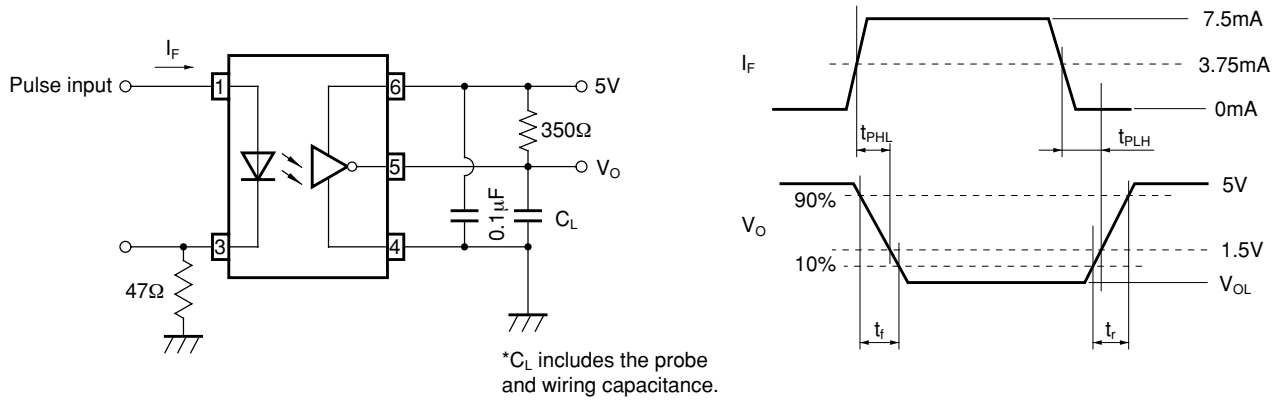 I_F
Pulse input
1
6
5V
350Ω
5
V_O
0.1µF
C_L
3
4
47Ω
*C_L includes the probe
and wiring capacitance.
7.5mA
I_F
3.75mA
0mA
t_PHL
t_PLH
5V
90%
V_O
1.5V
10%
V_OL
t_f
t_r